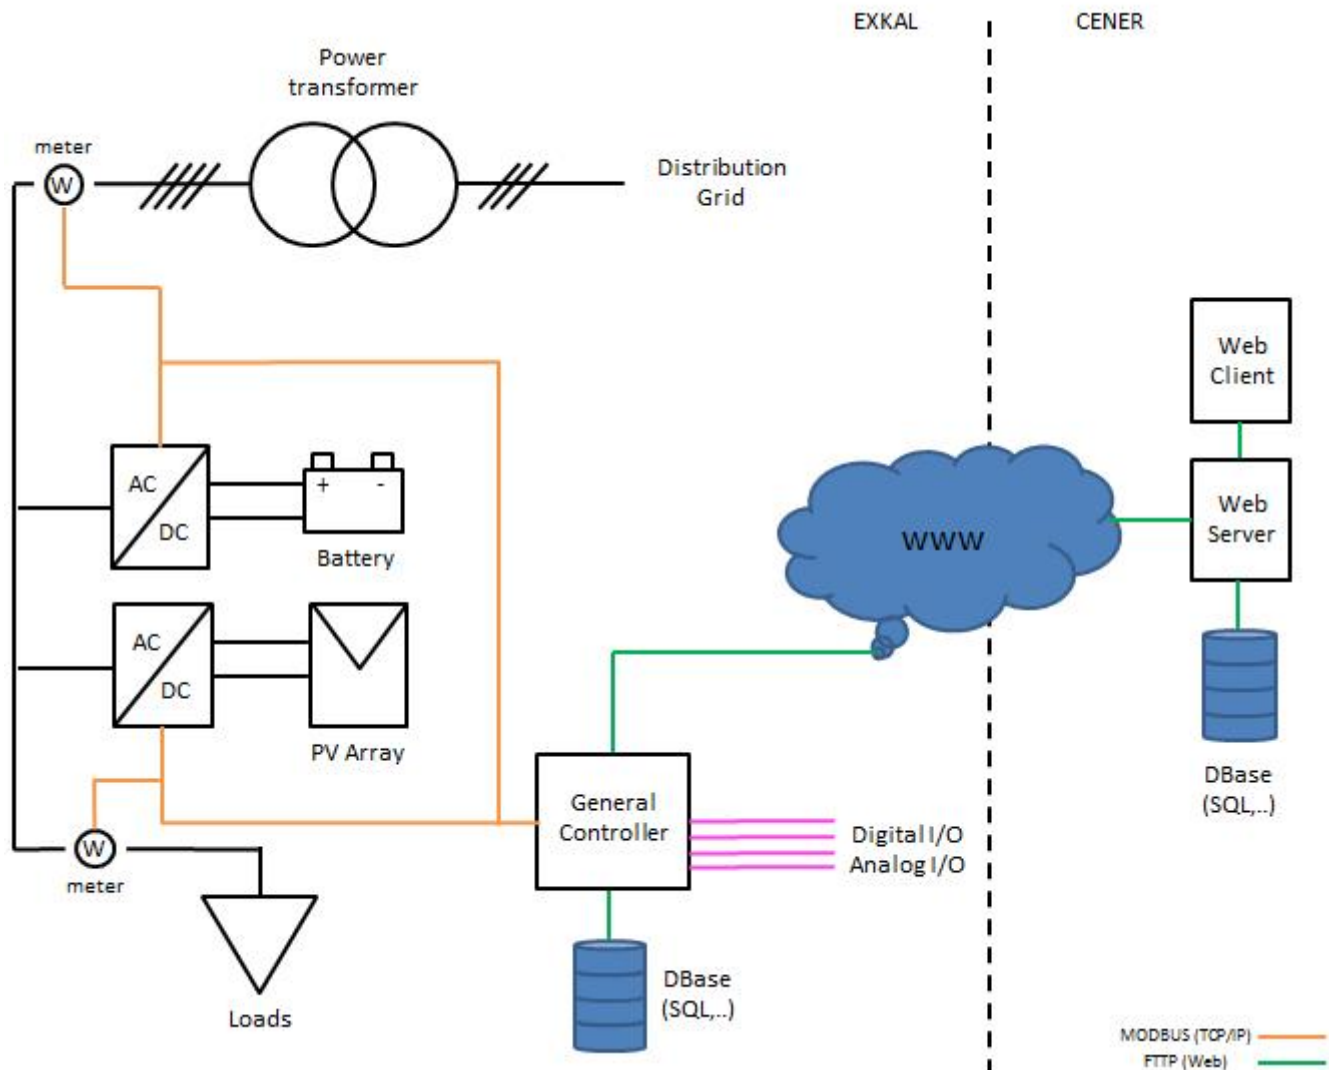 EXKAL
CENER
Power
transformer
meter
W
Distribution
Grid
Web
Client
AC
DC
+ -
Battery
www
Web
Server
AC
DC
PV Array
General
Controller
Digital I/O
Analog I/O
DBase
(SQL,..)
W
meter
Loads
DBase
(SQL,..)
MODBUS (TCP/IP)
FTTP (Web)